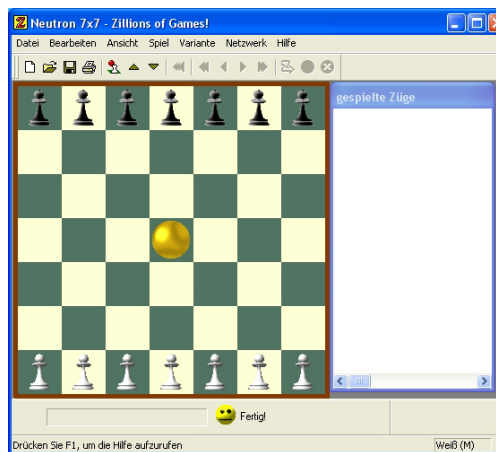 Neutron 7x7 - Zillions of Games!
Datei Bearbeiten Ansicht Spiel Variante Netzwerk Hilfe
gespielte Züge
Fertig!
Drücken Sie F1, um die Hilfe aufzurufen
Weiß (M)